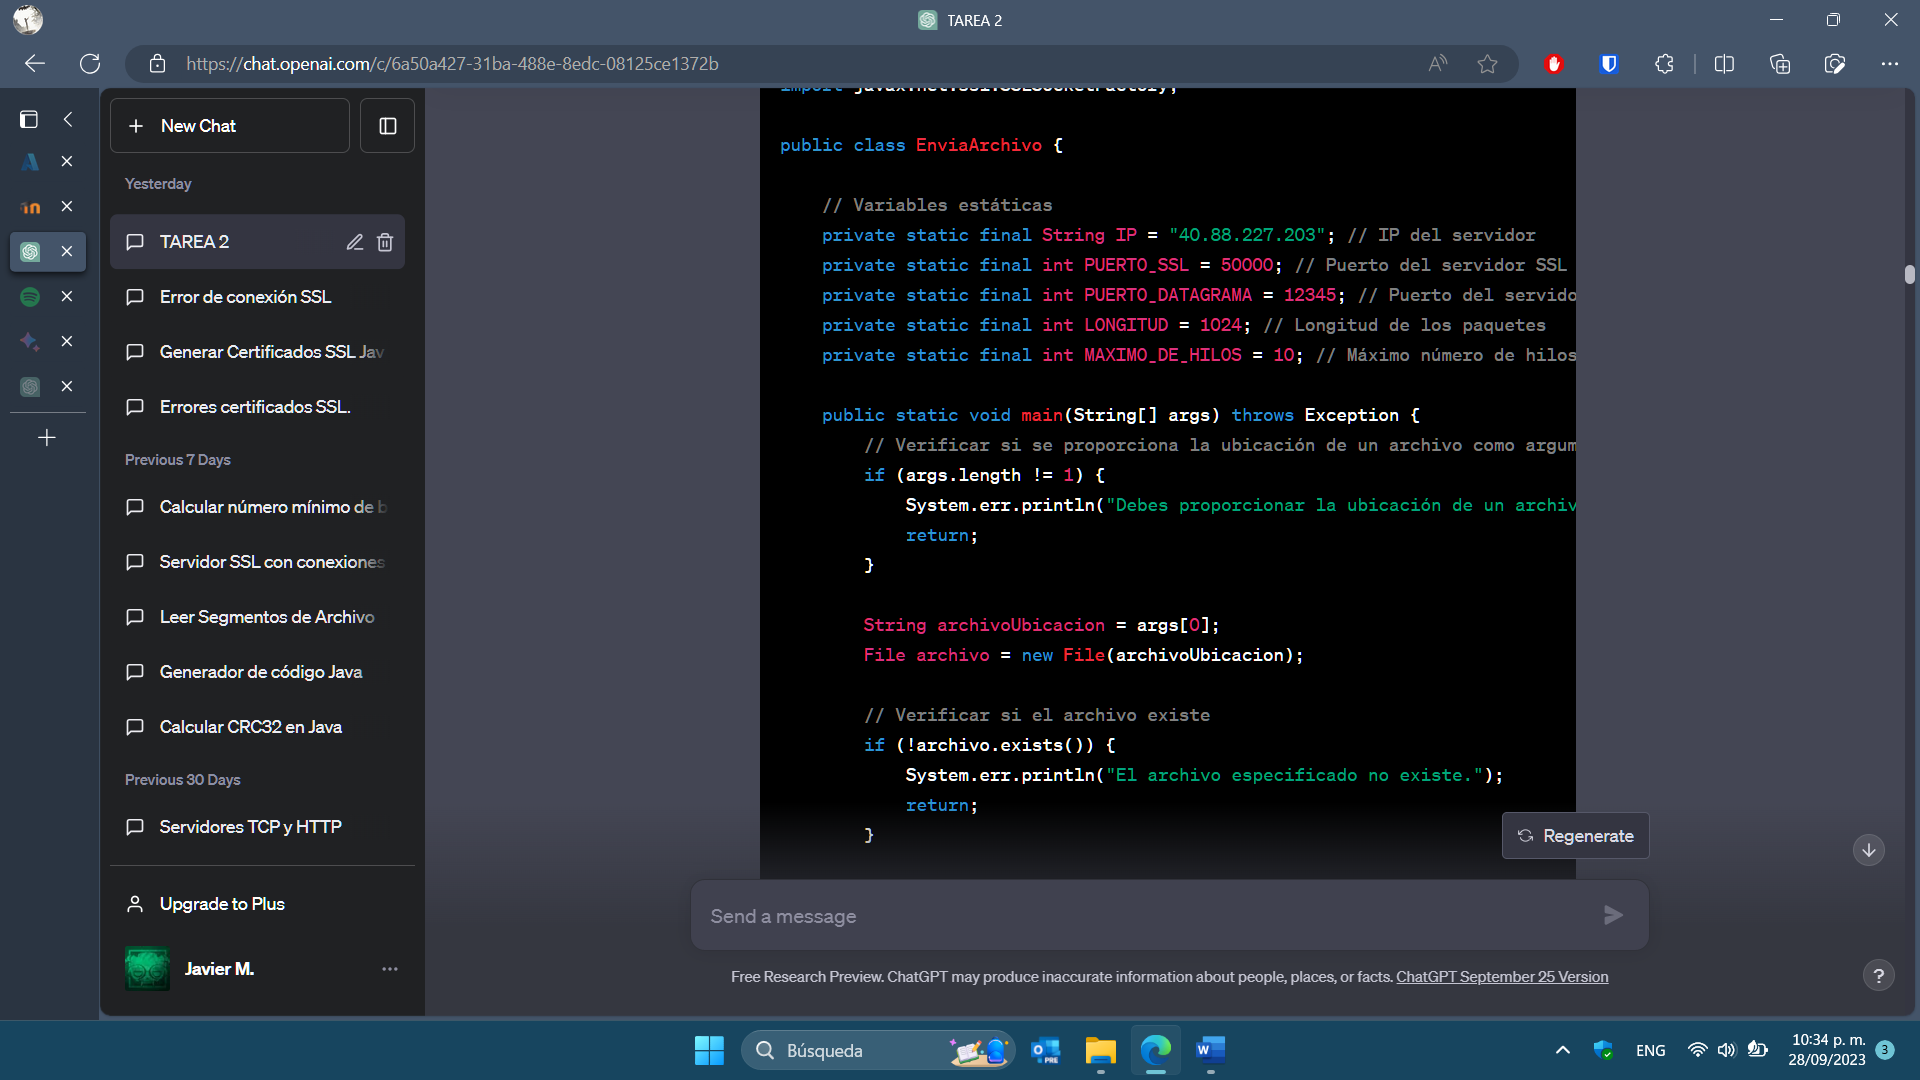 TAREA 2
https://chat.openai.com/c/6a50a427-31ba-488e-8edc-08125ce1372b
New Chat
Yesterday
TAREA 2
Error de conexión SSL
Generar Certificados SSL Jav
Errores certificados SSL.
Previous 7 Days
Calcular número mínimo de b
Servidor SSL con conexiones
Leer Segmentos de Archivo
Generador de código Java
Calcular CRC32 en Java
Previous 30 Days
Servidores TCP y HTTP
Upgrade to Plus
Javier M.
import javax.net.ssl.SSLSocketFactory;
public class EnviaArchivo {
// Variables estáticas
private static final String IP = "40.88.227.203"; // IP del servidor
private static final int PUERTO_SSL = 50000; // Puerto del servidor SSL
private static final int PUERTO_DATAGRAMA = 12345; // Puerto del servido
private static final int LONGITUD = 1024; // Longitud de los paquetes
private static final int MAXIMO_DE_HILOS = 10; // Máximo número de hilos
public static void main(String[] args) throws Exception {
// Verificar si se proporciona la ubicación de un archivo como argum
if (args.length != 1) {
System.err.println("Debes proporcionar la ubicación de un archiv
return;
}
String archivoUbicacion = args[0];
File archivo = new File(archivoUbicacion);
// Verificar si el archivo existe
if (!archivo.exists()) {
System.err.println("El archivo especificado no existe.");
return;
}
Regenerate
Send a message
Free Research Preview. ChatGPT may produce inaccurate information about people, places, or facts. ChatGPT September 25 Version
?
Búsqueda
ENG
10:34 p. m.
28/09/2023
3